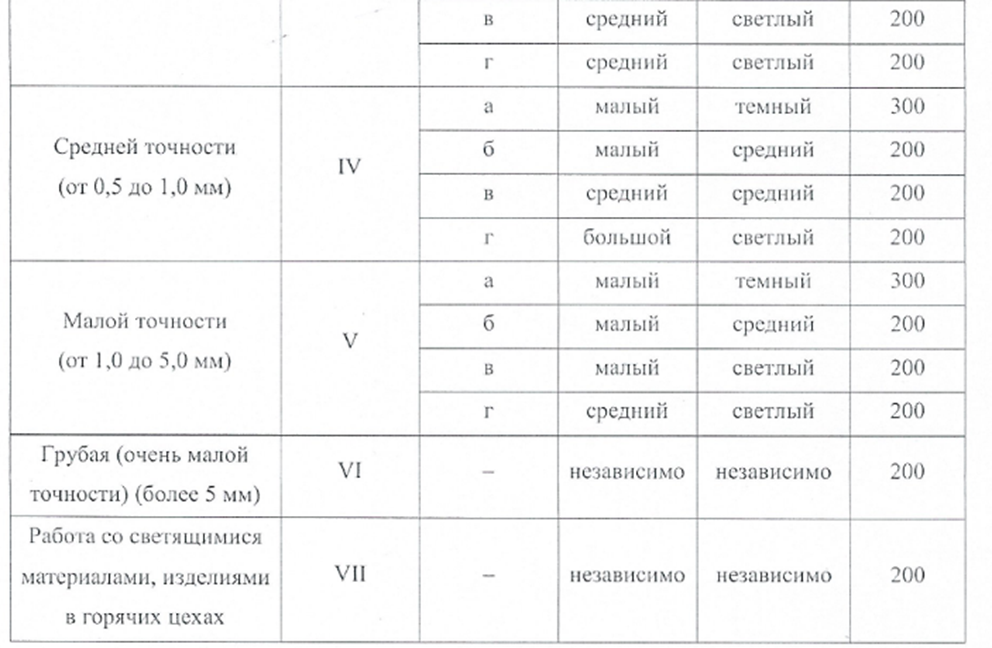 в средний светлый 200
г средний светлый 200
а малый темный 300
Средней точности
(от 0,5 до 1,0 мм)
IV
б малый средний 200
в средний средний 200
г большой светлый 200
а малый темный 300
Малой точности
(от 1,0 до 5,0 мм)
V
б малый средний 200
в малый светлый 200
г средний светлый 200
Грубая (очень малой
точности) (более 5 мм)
VI – независимо независимо 200
Работа со светящимися
материалами, изделиями
в горячих цехах
VII – независимо независимо 200